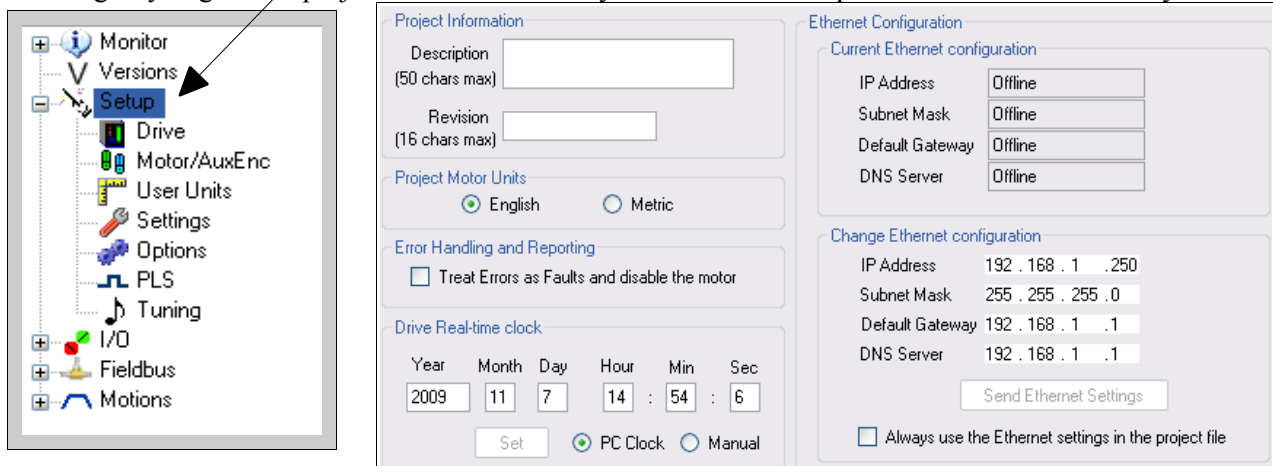 Monitor
Versions
Setup
Drive
Motor/AuxEnc
User Units
Settings
Options
PLS
Tuning
I/O
Fieldbus
Motions
Project Information
Description
(50 chars max)
Revision
(16 chars max)
Project Motor Units
English Metric
Error Handling and Reporting
Treat Errors as Faults and disable the motor
Drive Real-time clock
Year Month Day Hour Min Sec
2009 11 7 14 : 54 : 6
Set PC Clock Manual
Ethernet Configuration
Current Ethernet configuration
IP Address Offline
Subnet Mask Offline
Default Gateway Offline
DNS Server Offline
Change Ethernet configuration
IP Address 192 . 168 . 1 .250
Subnet Mask 255 . 255 . 255 .0
Default Gateway 192 . 168 . 1 .1
DNS Server 192 . 168 . 1 .1
Send Ethernet Settings
Always use the Ethernet settings in the project file